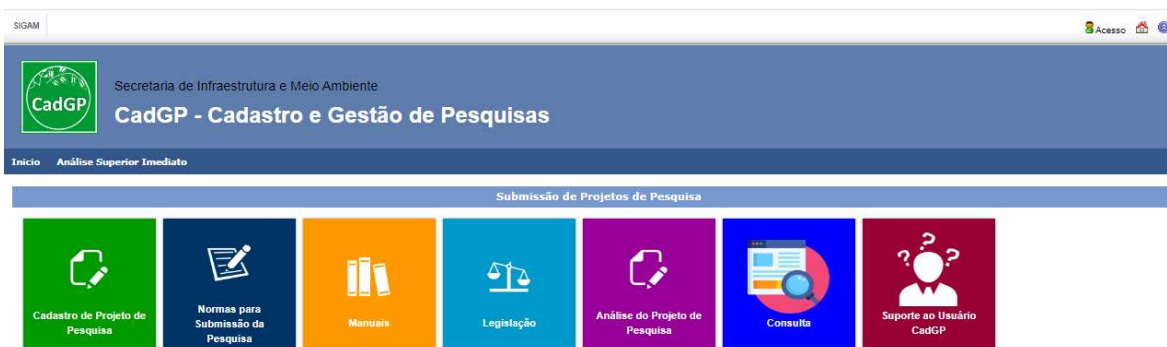 SIGAM
Acesso
CadGP
Secretaria de Infraestrutura e Meio Ambiente
CadGP - Cadastro e Gestão de Pesquisas
Inicio Análise Superior Imediato
Submissão de Projetos de Pesquisa
Cadastro de Projeto de
Pesquisa
Normas para
Submissão da
Pesquisa
Manuais
Legislação
Análise do Projeto de
Pesquisa
Consulta
Suporte ao Usuário
CadGP